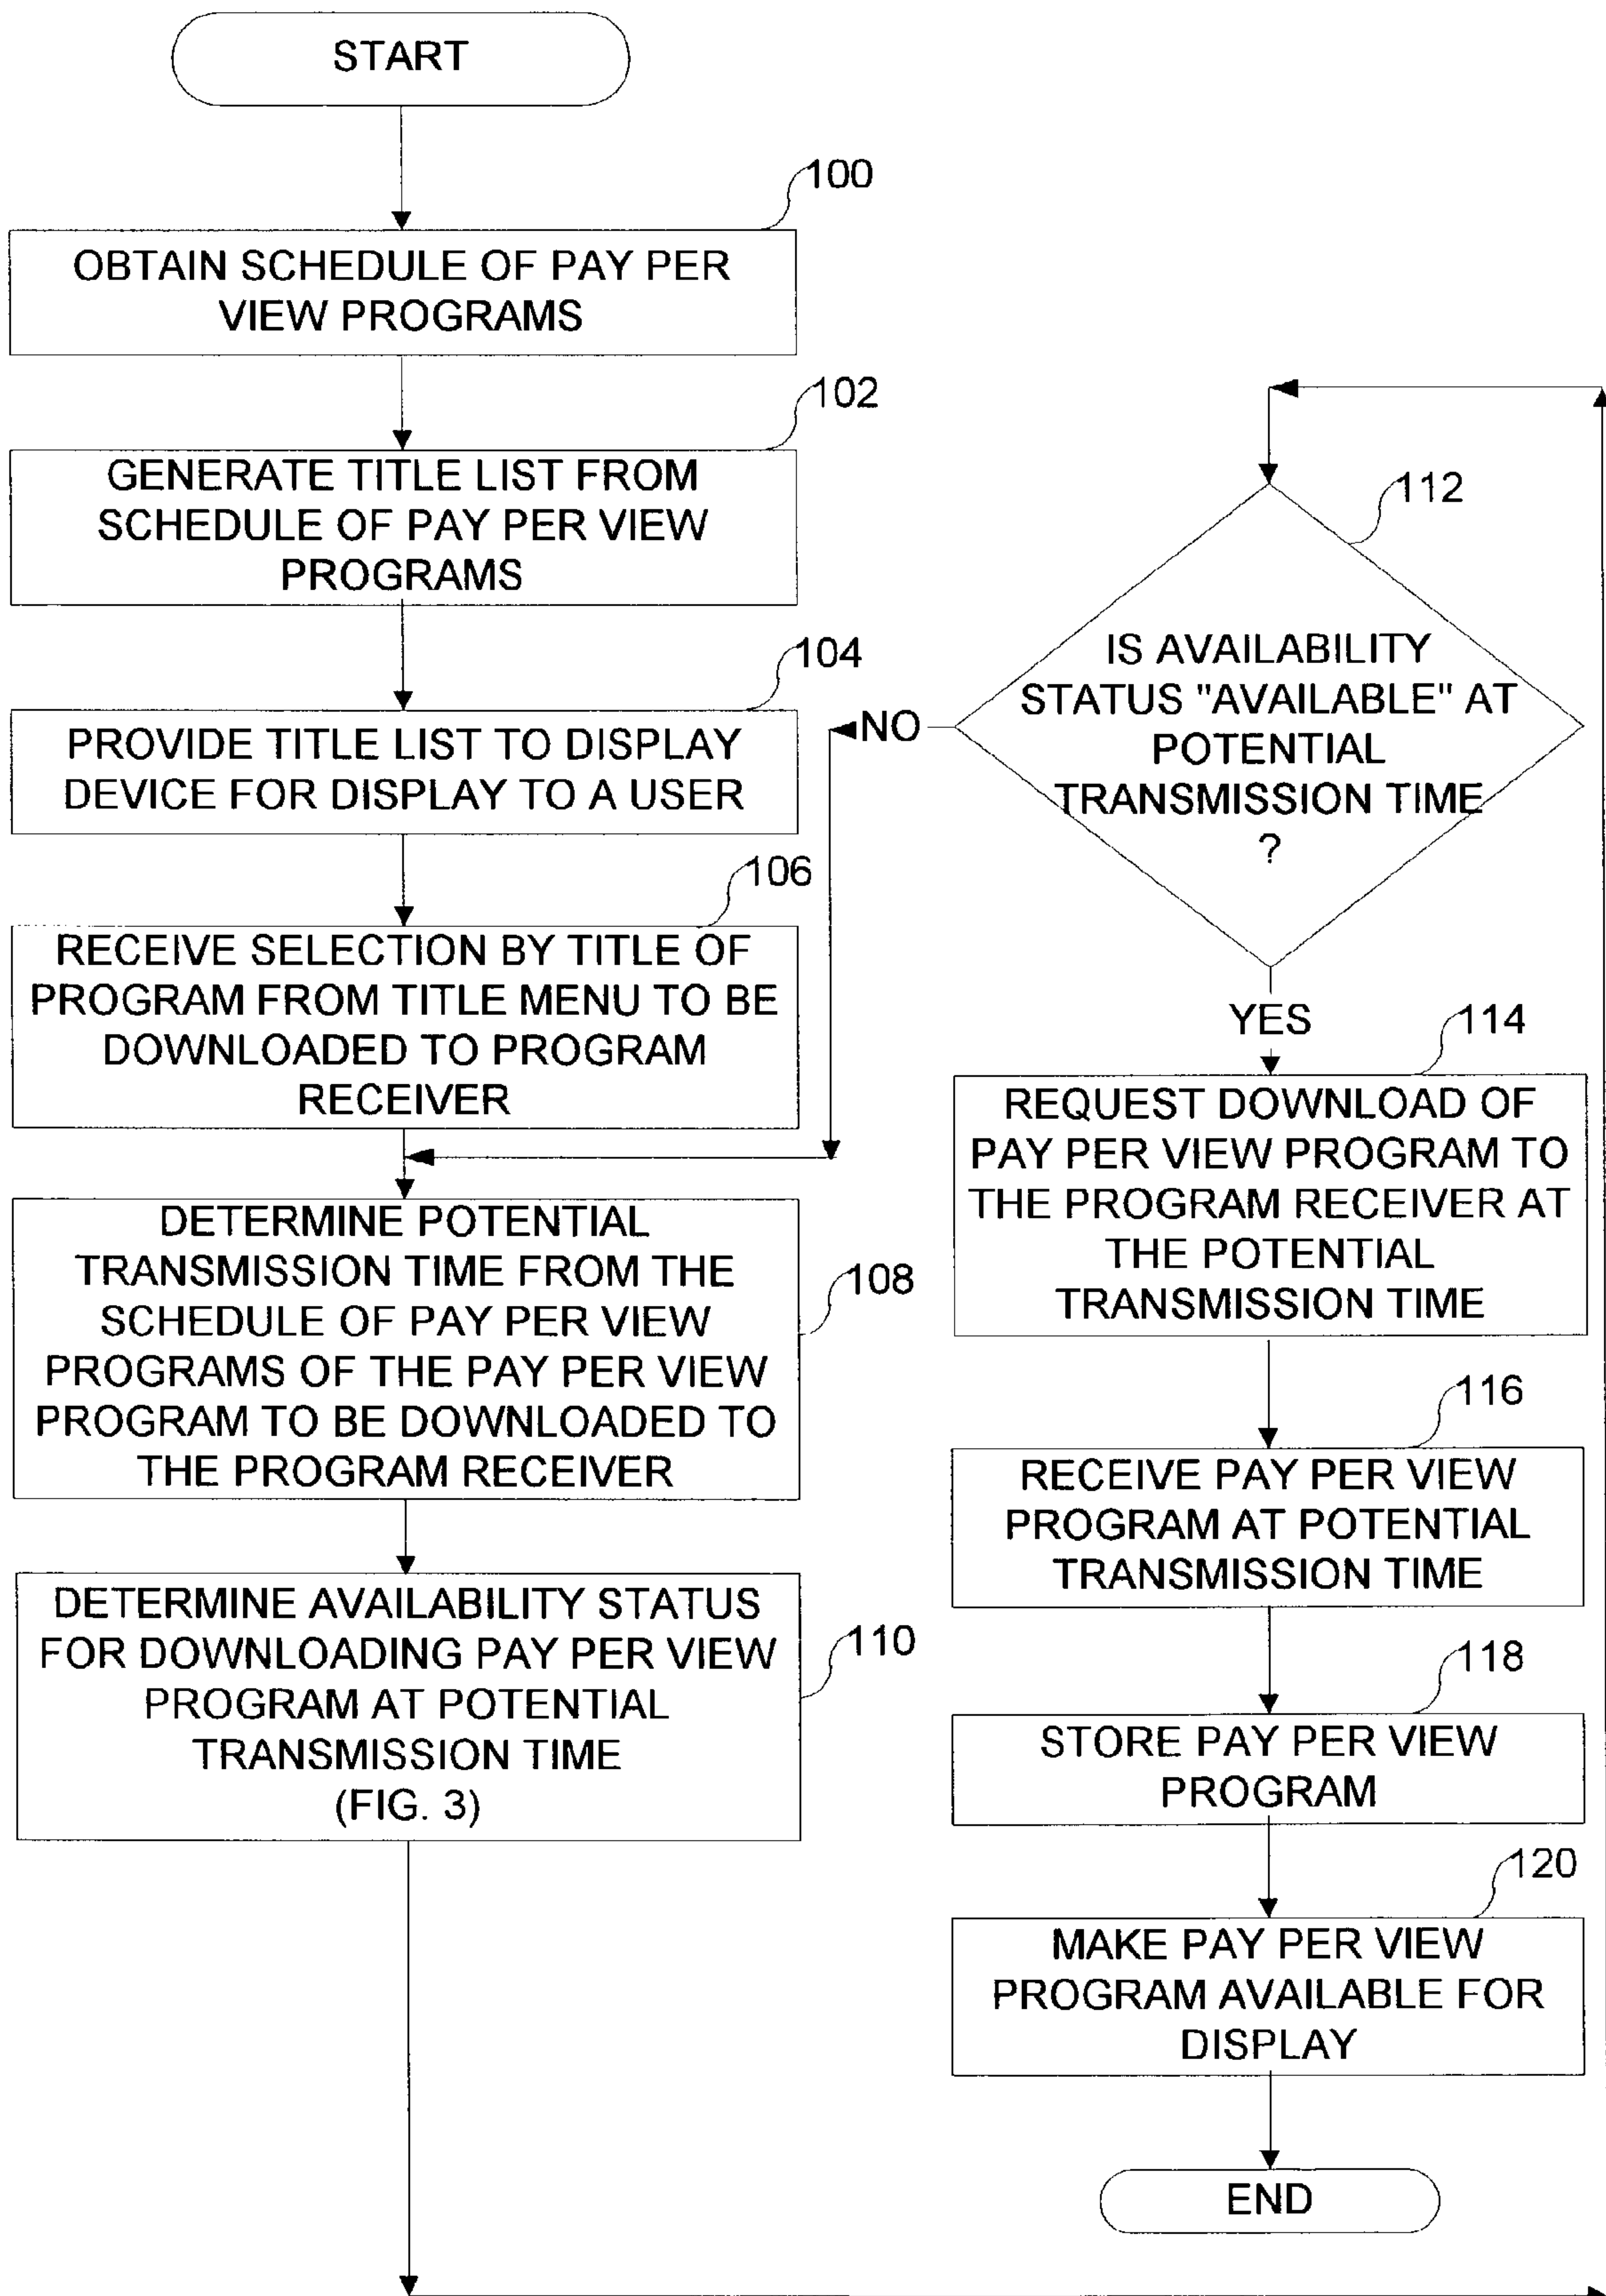 START
100
OBTAIN SCHEDULE OF PAY PER
VIEW PROGRAMS
102
GENERATE TITLE LIST FROM
SCHEDULE OF PAY PER VIEW
PROGRAMS
104
PROVIDE TITLE LIST TO DISPLAY
DEVICE FOR DISPLAY TO A USER
106
RECEIVE SELECTION BY TITLE OF
PROGRAM FROM TITLE MENU TO BE
DOWNLOADED TO PROGRAM
RECEIVER
DETERMINE POTENTIAL
TRANSMISSION TIME FROM THE
SCHEDULE OF PAY PER VIEW
PROGRAMS OF THE PAY PER VIEW
PROGRAM TO BE DOWNLOADED TO
THE PROGRAM RECEIVER
108
DETERMINE AVAILABILITY STATUS
FOR DOWNLOADING PAY PER VIEW
PROGRAM AT POTENTIAL
TRANSMISSION TIME
(FIG. 3)
110
112
IS AVAILABILITY
STATUS "AVAILABLE" AT
POTENTIAL
TRANSMISSION TIME
?
NO
YES
114
REQUEST DOWNLOAD OF
PAY PER VIEW PROGRAM TO
THE PROGRAM RECEIVER AT
THE POTENTIAL
TRANSMISSION TIME
116
RECEIVE PAY PER VIEW
PROGRAM AT POTENTIAL
TRANSMISSION TIME
118
STORE PAY PER VIEW
PROGRAM
120
MAKE PAY PER VIEW
PROGRAM AVAILABLE FOR
DISPLAY
END